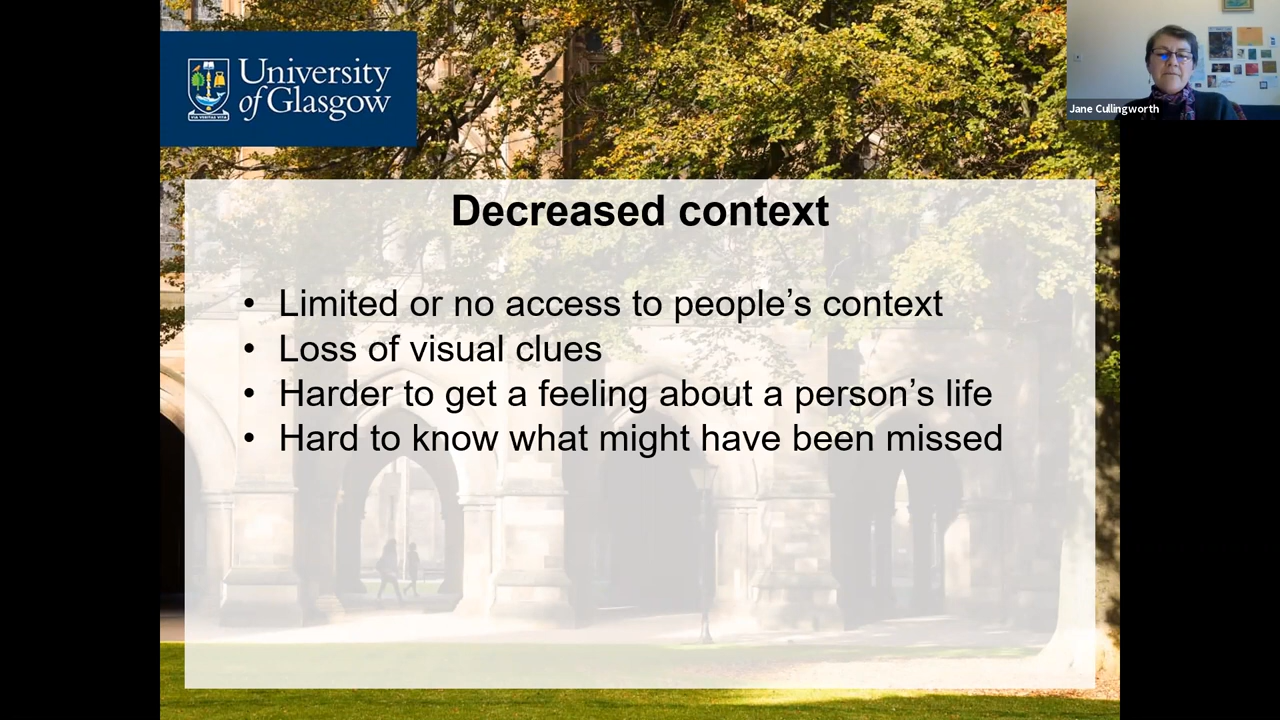 University
of Glasgow
VIA VERITAS VITA
Jane Cullingworth
Decreased context
• Limited or no access to people’s context
• Loss of visual clues
• Harder to get a feeling about a person’s life
• Hard to know what might have been missed